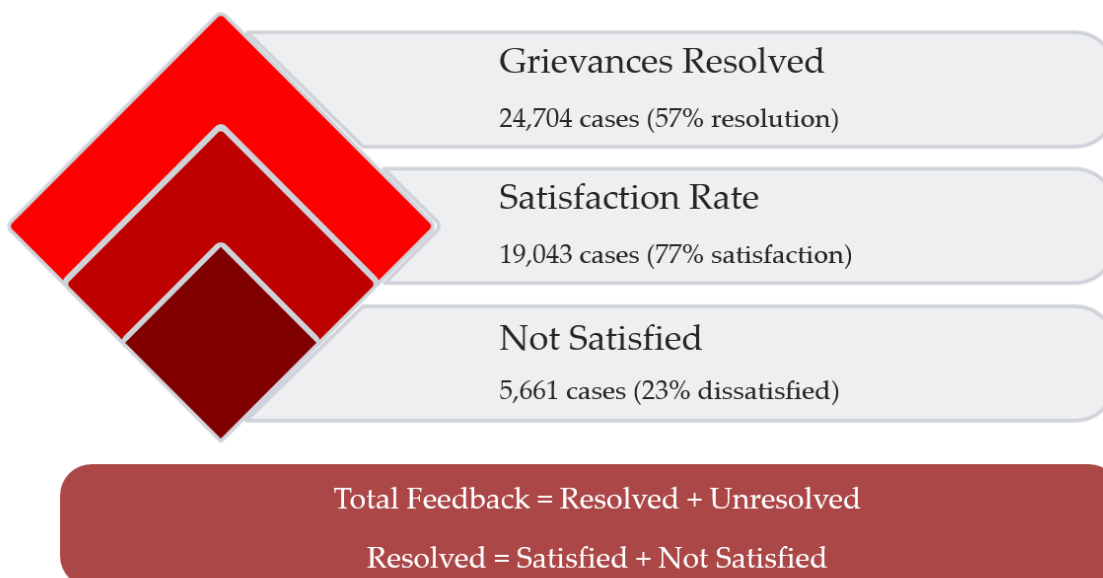 Grievances Resolved
24,704 cases (57% resolution)
Satisfaction Rate
19,043 cases (77% satisfaction)
Not Satisfied
5,661 cases (23% dissatisfied)
Total Feedback = Resolved + Unresolved
Resolved = Satisfied + Not Satisfied